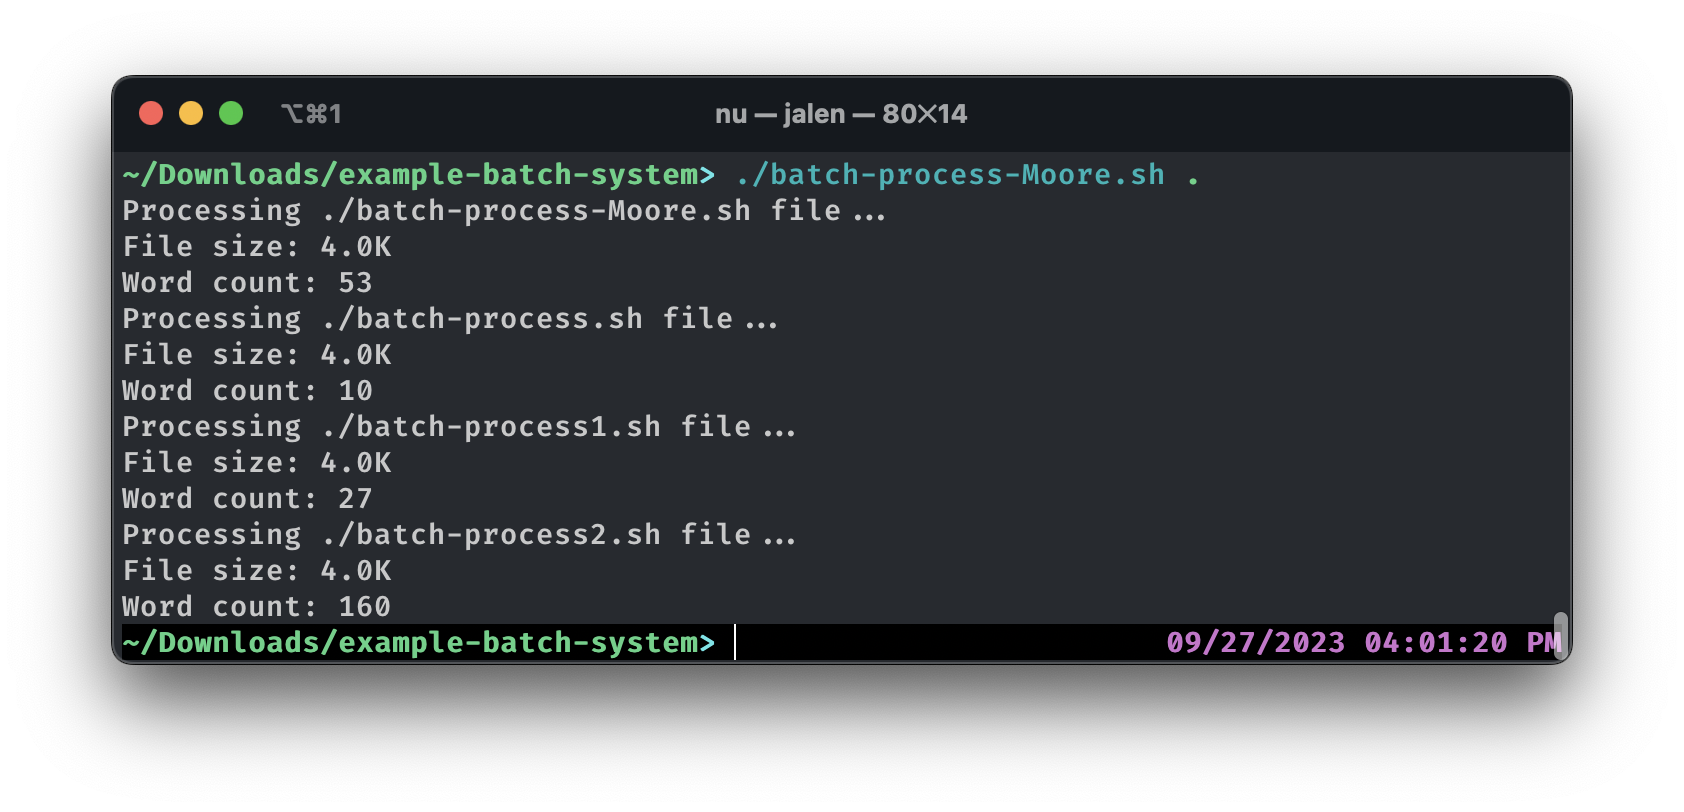 ⌥⌘1
nu — jalen — 80×14
~/Downloads/example-batch-system> ./batch-process-Moore.sh .
Processing ./batch-process-Moore.sh file...
File size: 4.0K
Word count: 53
Processing ./batch-process.sh file...
File size: 4.0K
Word count: 10
Processing ./batch-process1.sh file...
File size: 4.0K
Word count: 27
Processing ./batch-process2.sh file...
File size: 4.0K
Word count: 160
~/Downloads/example-batch-system> 09/27/2023 04:01:20 PM